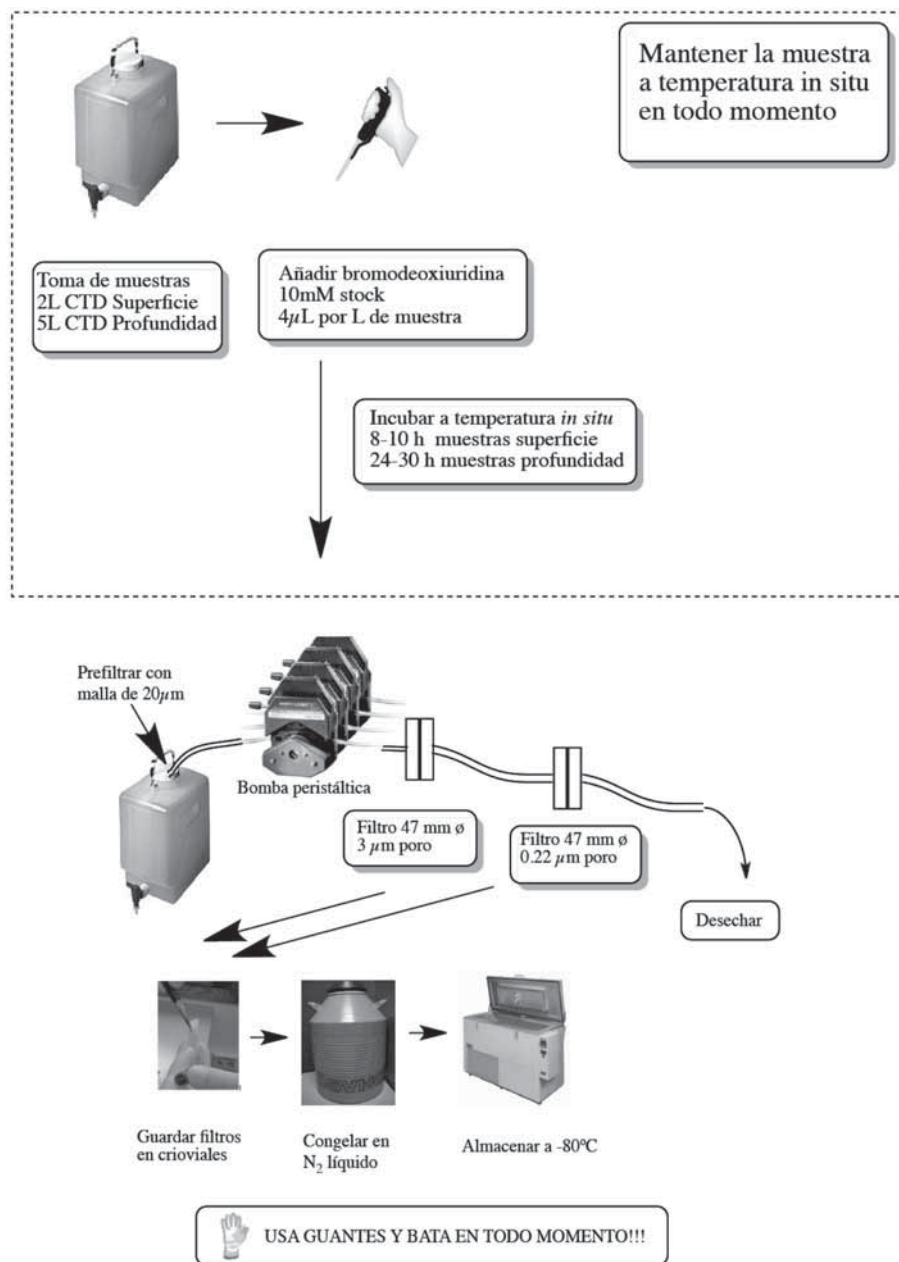 Mantener la muestra
a temperatura in situ
en todo momento
Toma de muestras
2L CTD Superficie
5L CTD Profundidad
Añadir bromodeoxiuridina
10mM stock
4µL por L de muestra
Incubar a temperatura in situ
8-10 h muestras superficie
24-30 h muestras profundidad
Prefiltrar con
malla de 20µm
Bomba peristáltica
Filtro 47 mm ø
3 µm poro
Filtro 47 mm ø
0.22 µm poro
Desechar
Guardar filtros
en crioviales
Congelar en
N₂ líquido
Almacenar a -80ºC
USA GUANTES Y BATA EN TODO MOMENTO!!!